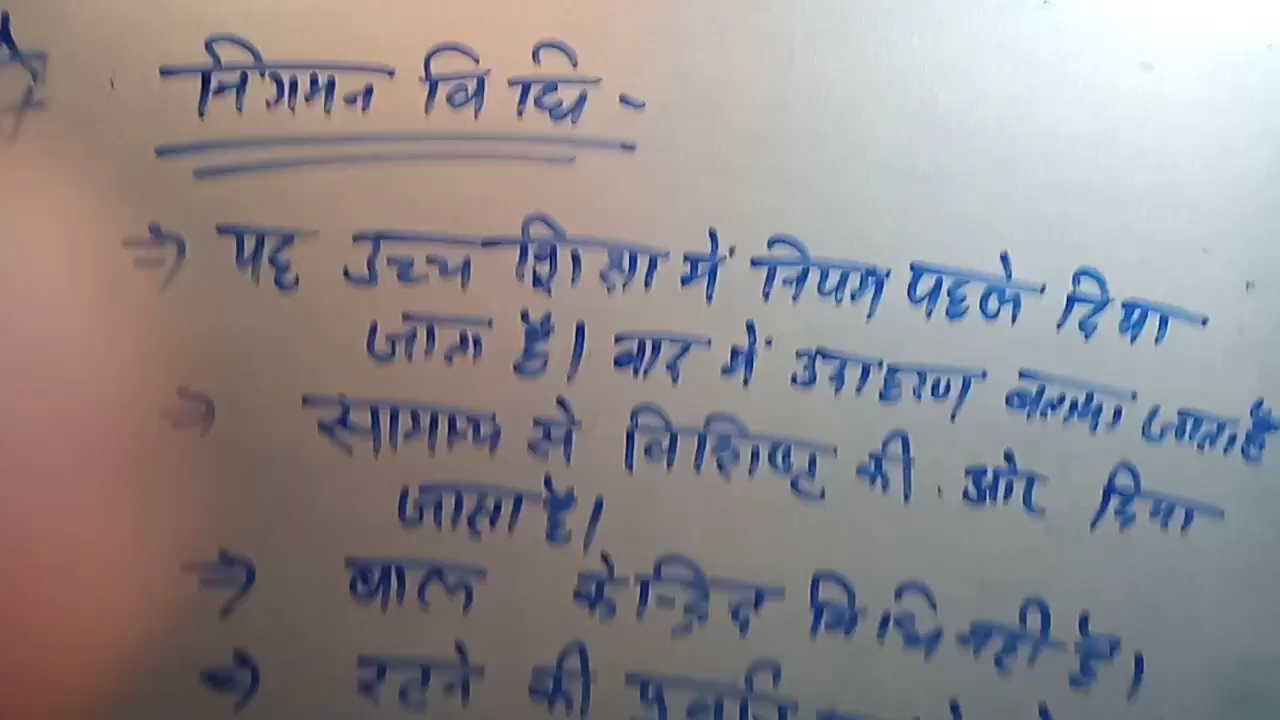 निगमन विधि -
⇒ यह उच्च शिक्षा में नियम पहले दिया
जाता है। बाद में उदाहरण बताया जाता है
⇒ सामान्य से विशिष्ट की ओर दिया
जाता है।
⇒ बाल केन्द्रित विधि नही है।
⇒ रटने की